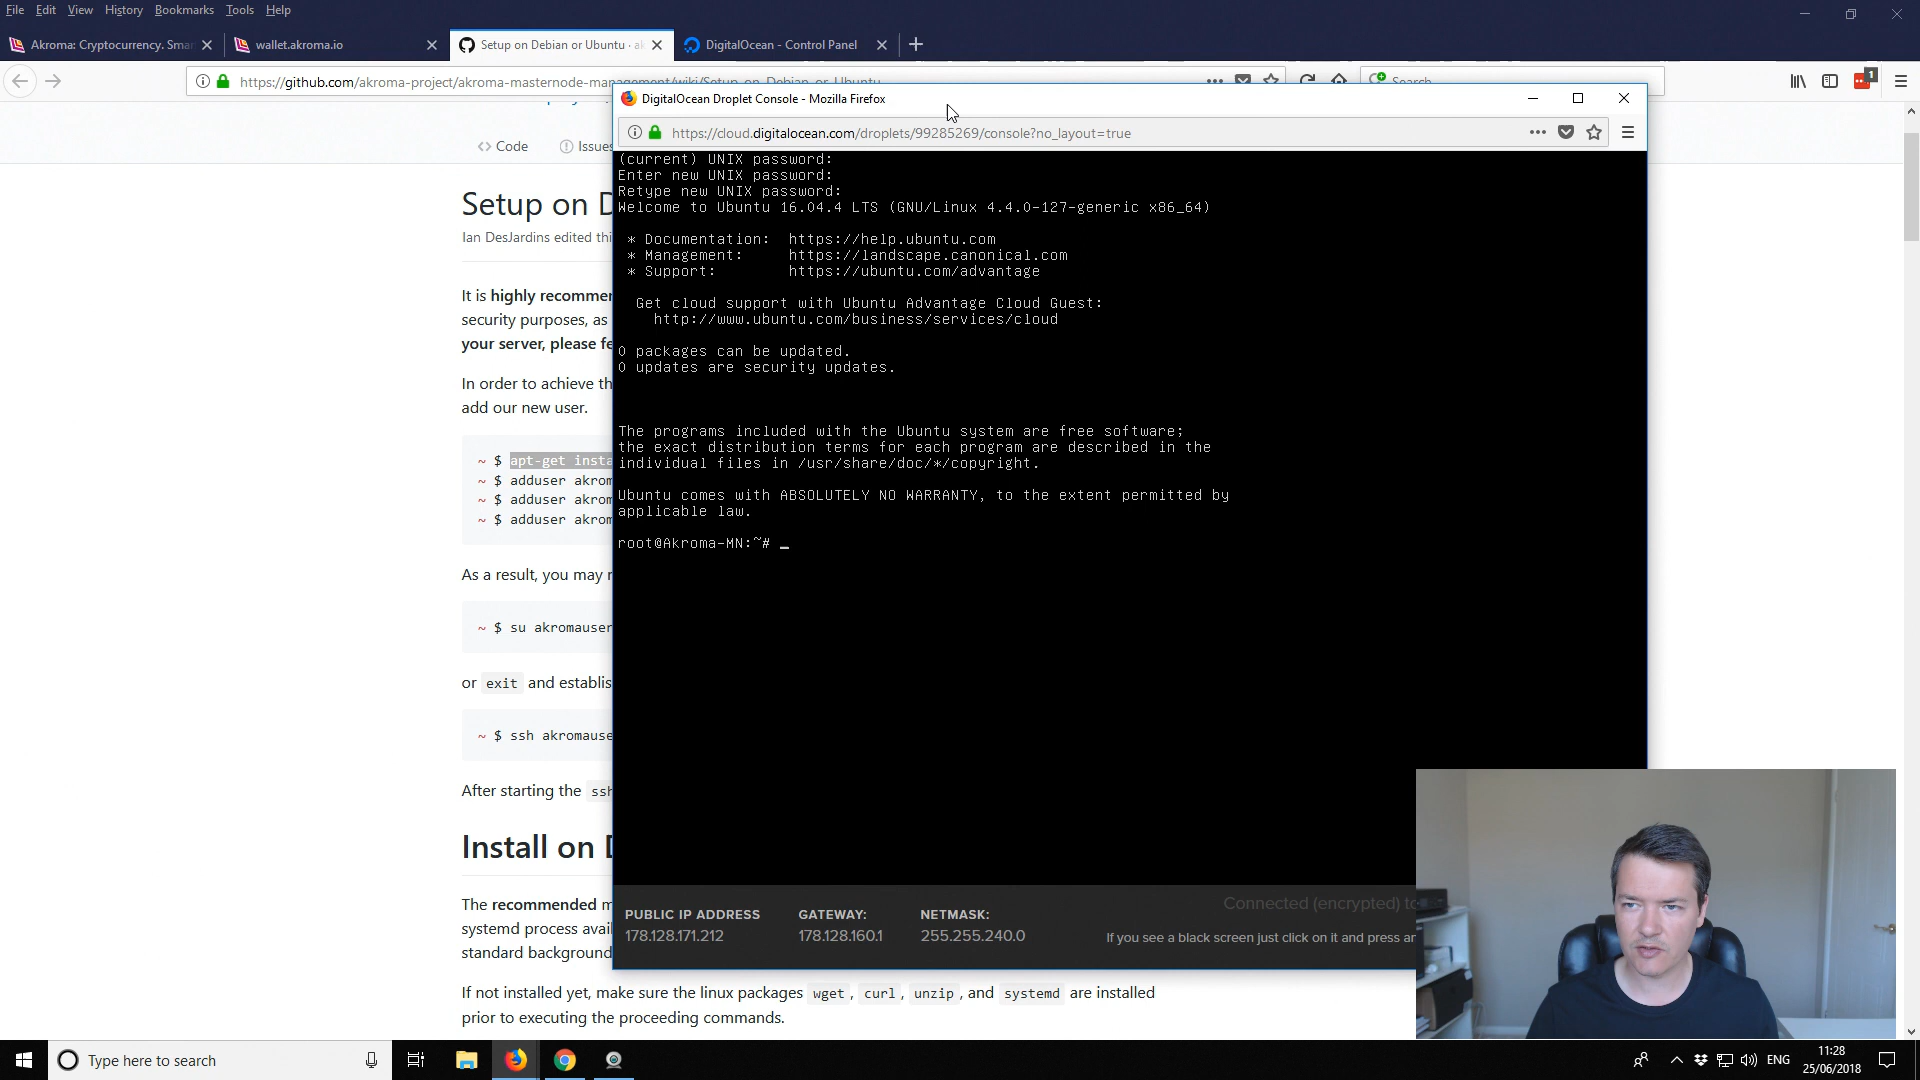 File Edit View History Bookmarks Tools Help
Akroma: Cryptocurrency. Sma
wallet.akroma.io
Setup on Debian or Ubuntu · ak
DigitalOcean - Control Panel
https://github.com/akroma-project/akroma-masternode-management/wiki/Setup-on-Debian-or-Ubuntu
Search
1
DigitalOcean Droplet Console - Mozilla Firefox
https://cloud.digitalocean.com/droplets/99285269/console?no_layout=true
Code
Issues
Setup on D
Ian DesJardins edited thi
It is highly recommen
security purposes, as
your server, please fe
In order to achieve th
add our new user.
~ $ apt-get insta
~ $ adduser akrom
~ $ adduser akrom
~ $ adduser akrom
As a result, you may r
~ $ su akromauser
or exit and establis
~ $ ssh akromause
After starting the ssh
Install on D
The recommended m
systemd process avail
standard background
If not installed yet, make sure the linux packages wget, curl, unzip, and systemd are installed
prior to executing the proceeding commands.
(current) UNIX password:
Enter new UNIX password:
Retype new UNIX password:
Welcome to Ubuntu 16.04.4 LTS (GNU/Linux 4.4.0-127-generic x86_64)
* Documentation: https://help.ubuntu.com
* Management: https://landscape.canonical.com
* Support: https://ubuntu.com/advantage
Get cloud support with Ubuntu Advantage Cloud Guest:
http://www.ubuntu.com/business/services/cloud
0 packages can be updated.
0 updates are security updates.
The programs included with the Ubuntu system are free software;
the exact distribution terms for each program are described in the
individual files in /usr/share/doc/*/copyright.
Ubuntu comes with ABSOLUTELY NO WARRANTY, to the extent permitted by
applicable law.
root@Akroma-MN:~# _
Connected (encrypted) to
PUBLIC IP ADDRESS GATEWAY: NETMASK:
178.128.171.212 178.128.160.1 255.255.240.0
If you see a black screen just click on it and press an
Type here to search
ENG
11:28
25/06/2018